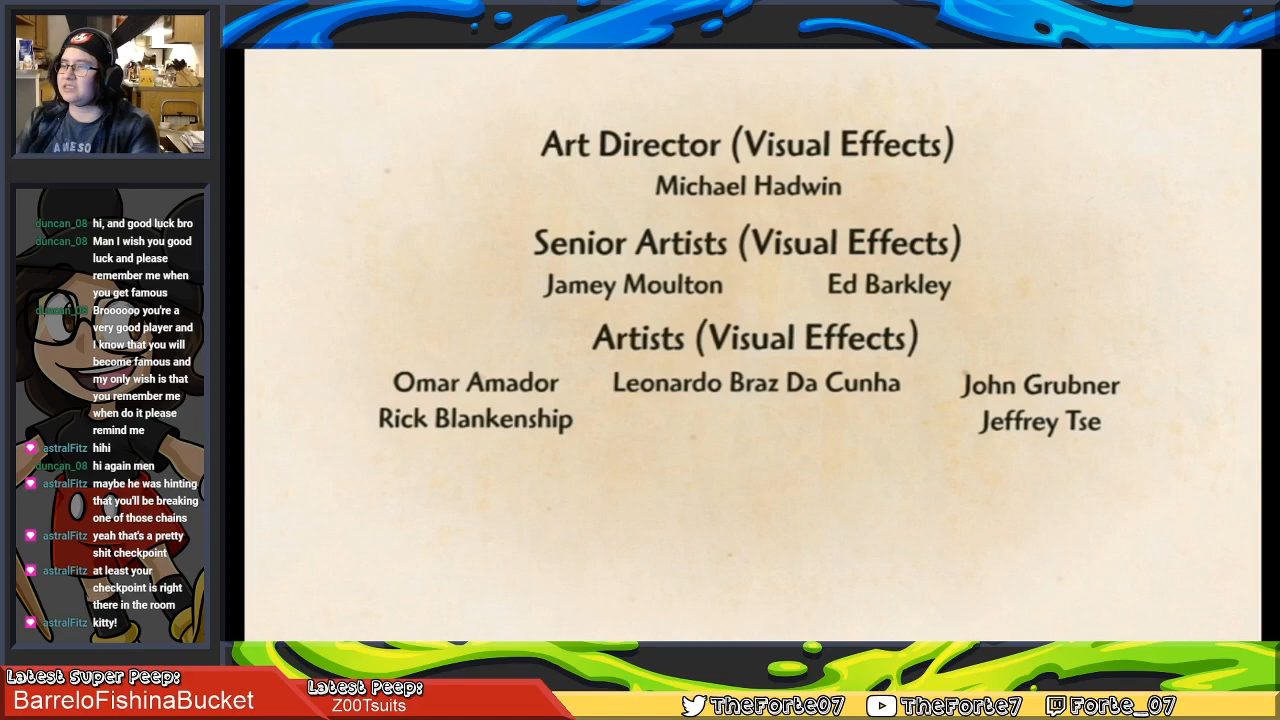 AWESO
duncan_08 hi, and good luck bro
duncan_08 Man I wish you good
luck and please
remember me when
you get famous
duncan_08 Broooooo you're a
very good player and
I know that you will
become famous and
my only wish is that
you remember me
when do it please
remind me
astralFitz hihi
duncan_08 hi again men
astralFitz maybe he was hinting
that you'll be breaking
one of those chains
astralFitz yeah that's a pretty
shit checkpoint
astralFitz at least your
checkpoint is right
there in the room
astralFitz kitty!
Art Director (Visual Effects)
Michael Hadwin
Senior Artists (Visual Effects)
Jamey Moulton Ed Barkley
Artists (Visual Effects)
Omar Amador Leonardo Braz Da Cunha John Grubner
Rick Blankenship Jeffrey Tse
Latest Super Peep:
BarreloFishinaBucket
Latest Peep:
Z00Tsuits
TheForte07 TheForte7 Forte_07